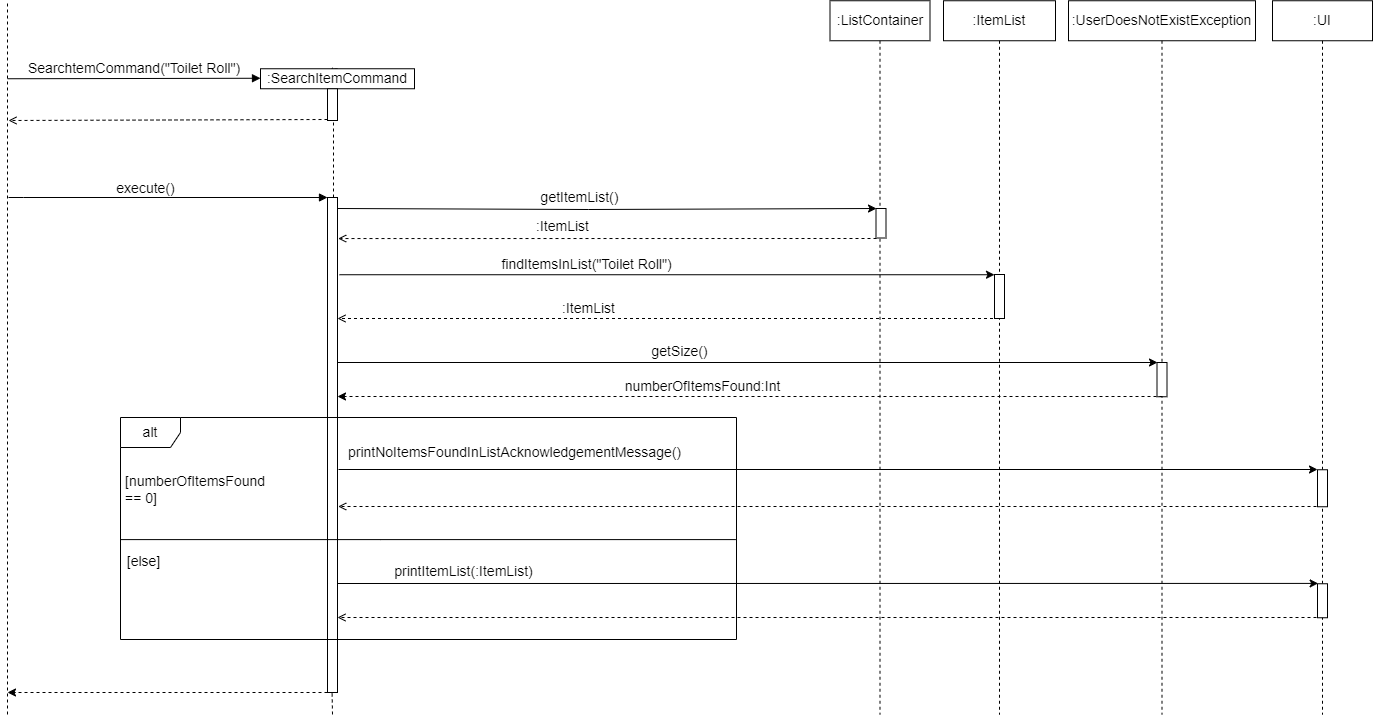 :ListContainer
:ItemList
:UserDoesNotExistException
:UI
SearchtemCommand("Toilet Roll")
:SearchItemCommand
execute()
getItemList()
:ItemList
findItemsInList("Toilet Roll")
:ItemList
getSize()
numberOfItemsFound:Int
alt
printNoItemsFoundInListAcknowledgementMessage()
[numberOfItemsFound
== 0]
[else]
printItemList(:ItemList)